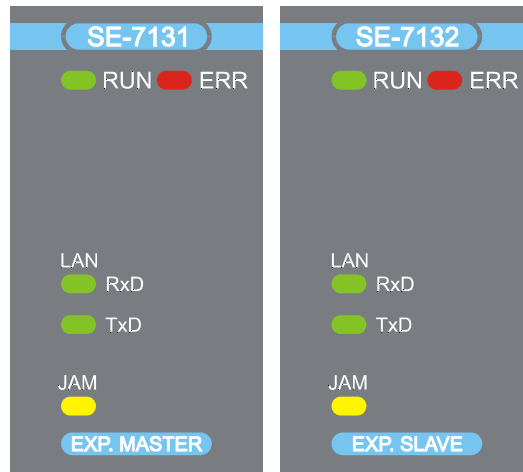 SE-7131
RUN ERR
LAN
RxD
TxD
JAM
EXP. MASTER
SE-7132
RUN ERR
LAN
RxD
TxD
JAM
EXP. SLAVE